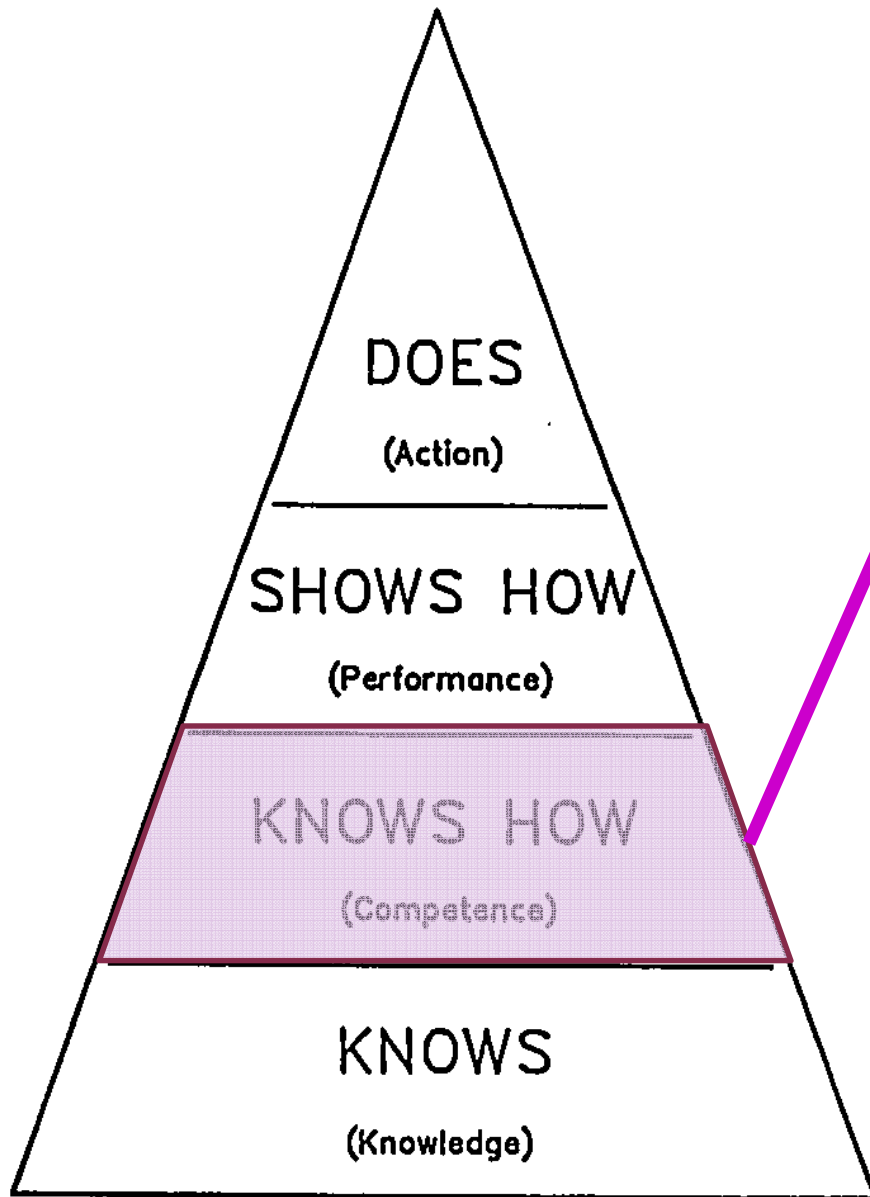 DOES
(Action)
SHOWS HOW
(Performance)
KNOWS HOW
(Competence)
KNOWS
(Knowledge)